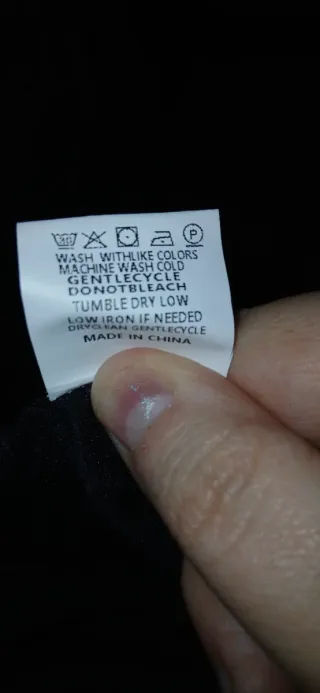 P
WASH WITHLIKE COLORS
MACHINE WASH COLD
GENTLECYCLE
DONOTBLEACH
TUMBLE DRY LOW
LOW IRON IF NEEDED
DRYCLEAN GENTLECYCLE
MADE IN CHINA